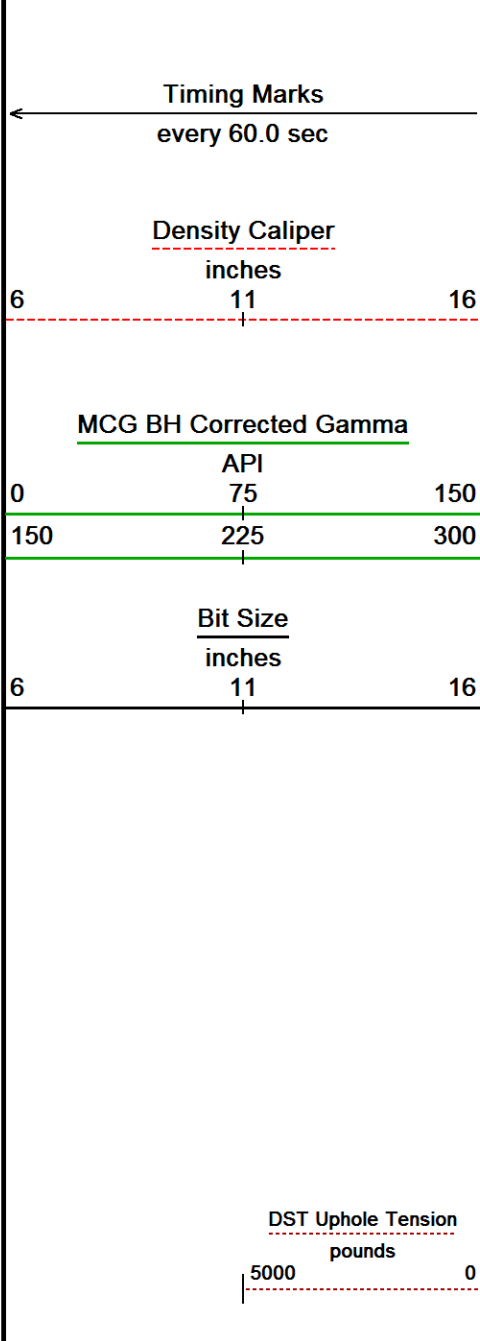 Timing Marks
every 60.0 sec
Density Caliper
inches
6 11 16
MCG BH Corrected Gamma
API
0 75 150
150 225 300
Bit Size
inches
6 11 16
DST Uphole Tension
pounds
5000 0